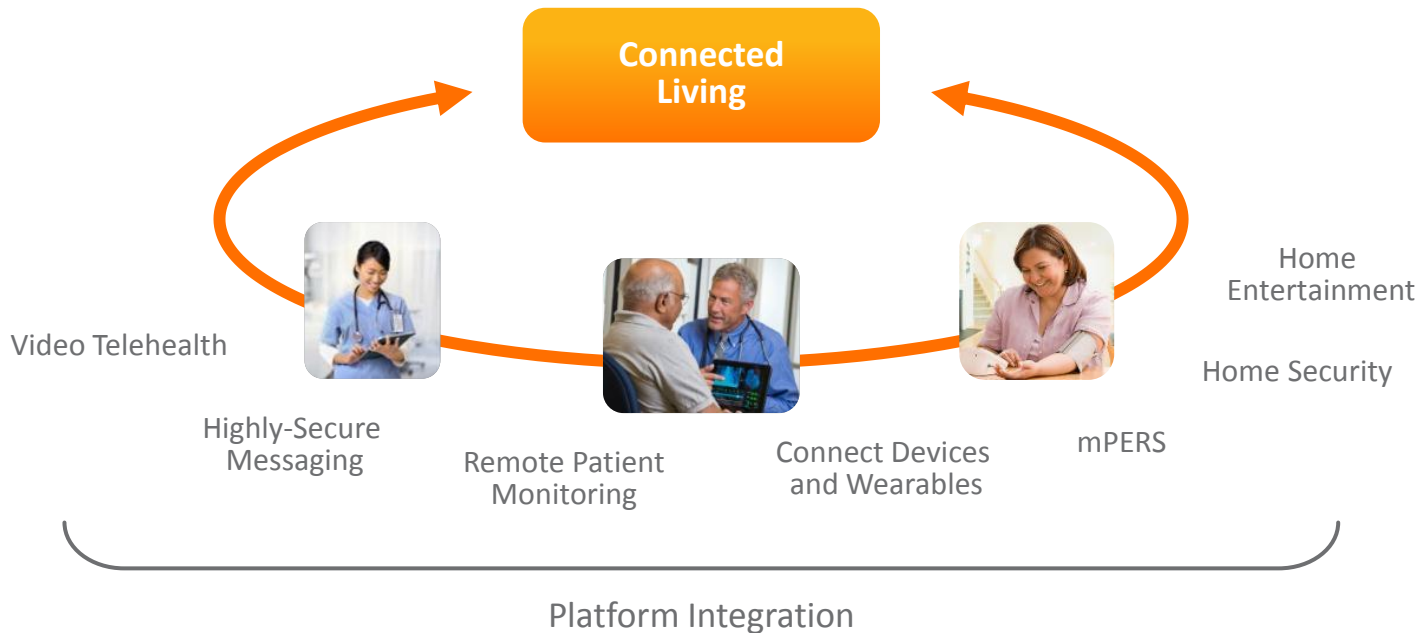 Connected
Living
Home
Entertainment
Video Telehealth
Home Security
Highly-Secure
Messaging
Remote Patient
Monitoring
Connect Devices
and Wearables
mPERS
Platform Integration